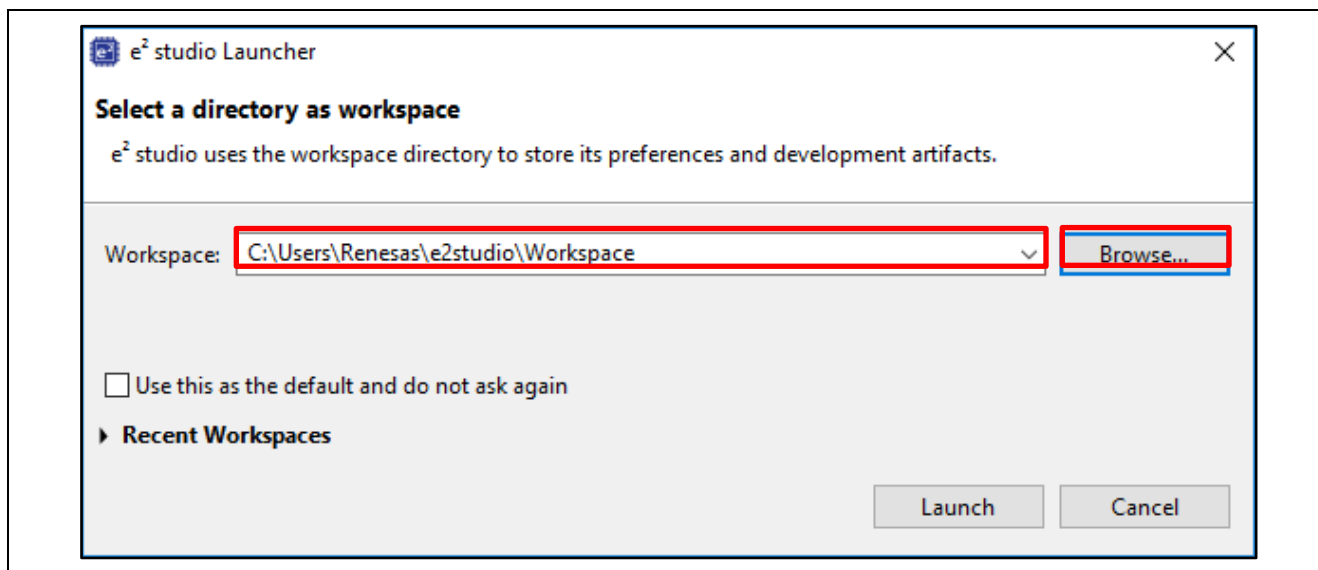 e² studio Launcher
Select a directory as workspace
e² studio uses the workspace directory to store its preferences and development artifacts.
Workspace: C:\Users\Renesas\e2studio\Workspace Browse...
Use this as the default and do not ask again
Recent Workspaces
Launch Cancel